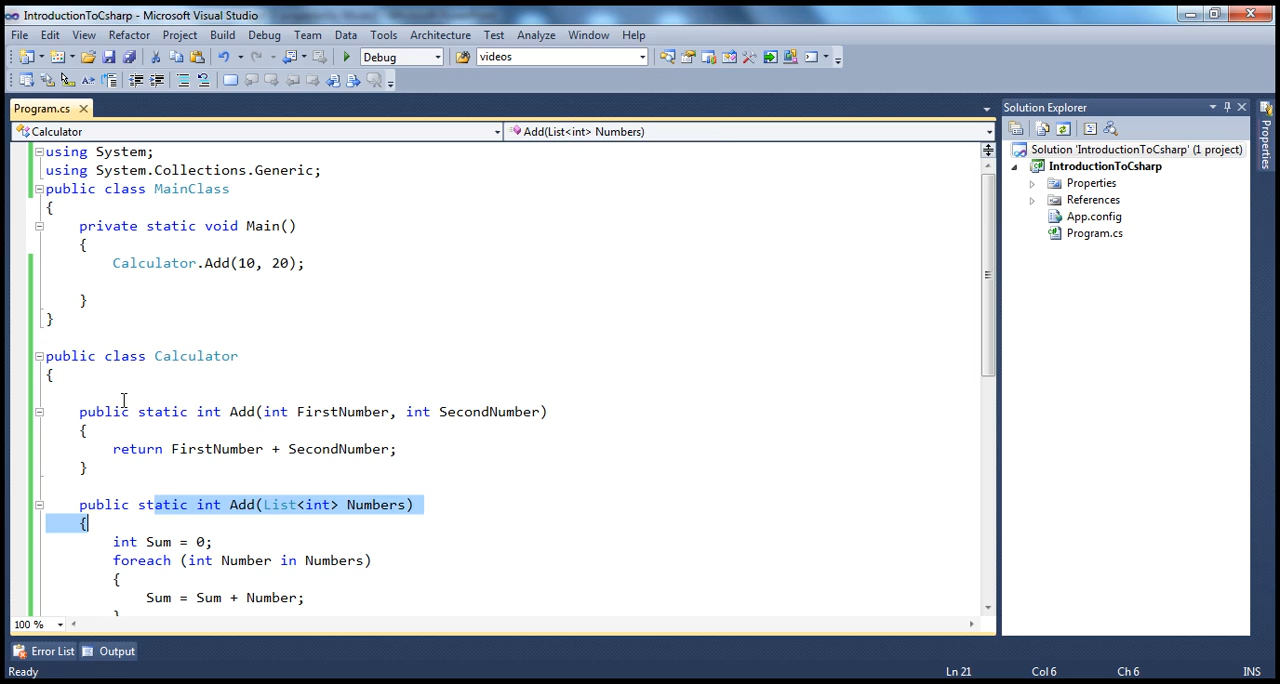 IntroductionToCsharp - Microsoft Visual Studio
File Edit View Refactor Project Build Debug Team Data Tools Architecture Test Analyze Window Help
Debug videos
Program.cs
Solution Explorer
Properties
Calculator Add(List<int> Numbers)
using System;
using System.Collections.Generic;
public class MainClass
{
private static void Main()
{
Calculator.Add(10, 20);
}
}
public class Calculator
{
public static int Add(int FirstNumber, int SecondNumber)
{
return FirstNumber + SecondNumber;
}
public static int Add(List<int> Numbers)
{
int Sum = 0;
foreach (int Number in Numbers)
{
Sum = Sum + Number;
}
Solution 'IntroductionToCsharp' (1 project)
IntroductionToCsharp
Properties
References
App.config
Program.cs
100 %
Error List Output
Ready Ln 21 Col 6 Ch 6 INS